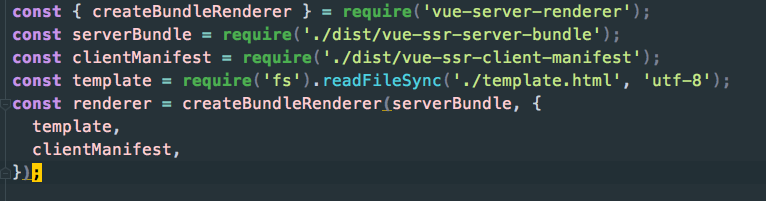 const { createBundleRenderer } = require('vue-server-renderer');
const serverBundle = require('./dist/vue-ssr-server-bundle');
const clientManifest = require('./dist/vue-ssr-client-manifest');
const template = require('fs').readFileSync('./template.html', 'utf-8');
const renderer = createBundleRenderer(serverBundle, {
  template,
  clientManifest,
});